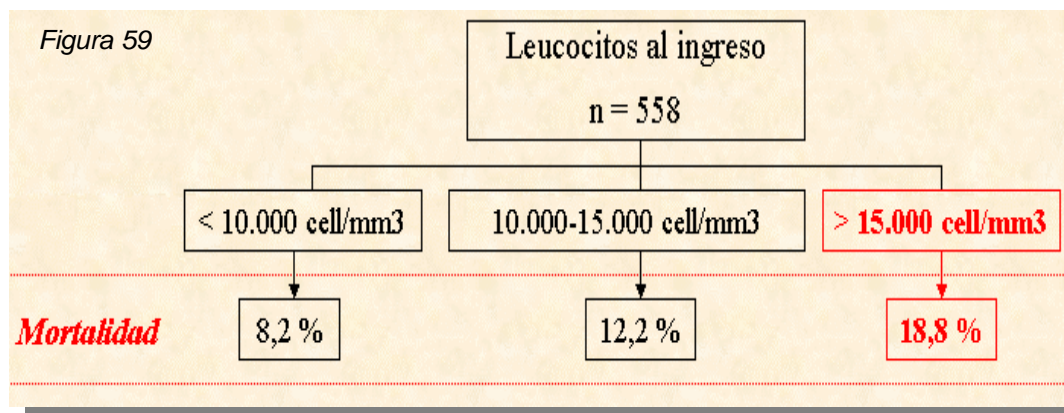 Figura 59
Leucocitos al ingreso
n = 558
< 10.000 cell/mm3
10.000-15.000 cell/mm3
> 15.000 cell/mm3
Mortalidad
8,2 %
12,2 %
18,8 %